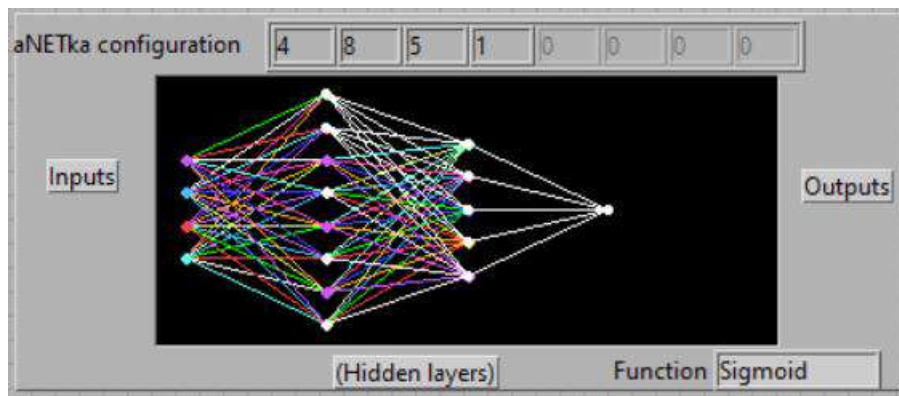 aNETka configuration 4 8 5 1 0 0 0 0
Inputs
Outputs
(Hidden layers)
Function Sigmoid